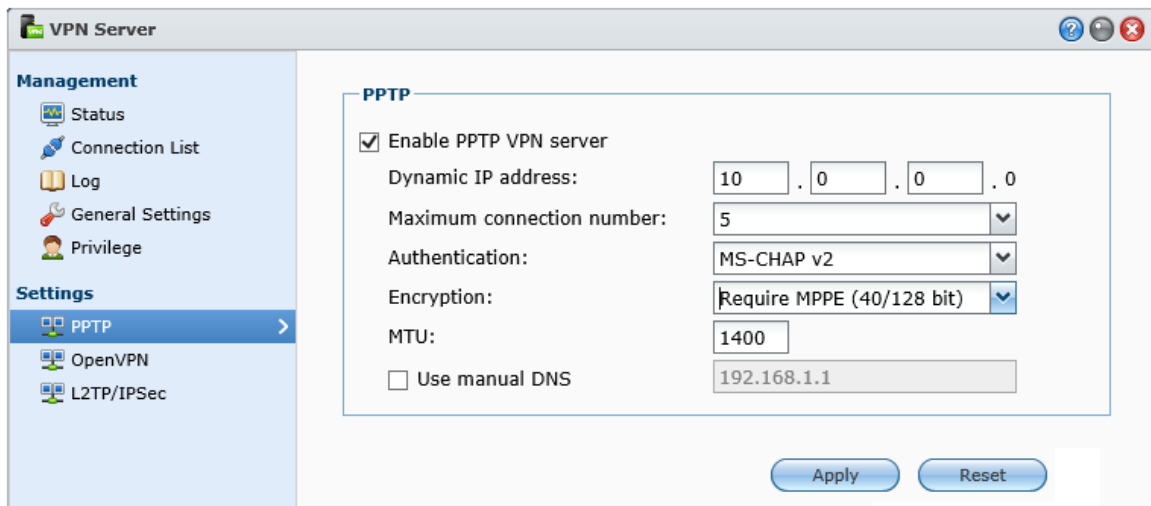 VPN Server
Management
Status
Connection List
Log
General Settings
Privilege
Settings
PPTP
OpenVPN
L2TP/IPSec
PPTP
Enable PPTP VPN server
Dynamic IP address: 10 . 0 . 0 . 0
Maximum connection number: 5
Authentication: MS-CHAP v2
Encryption: Require MPPE (40/128 bit)
MTU: 1400
Use manual DNS 192.168.1.1
Apply Reset